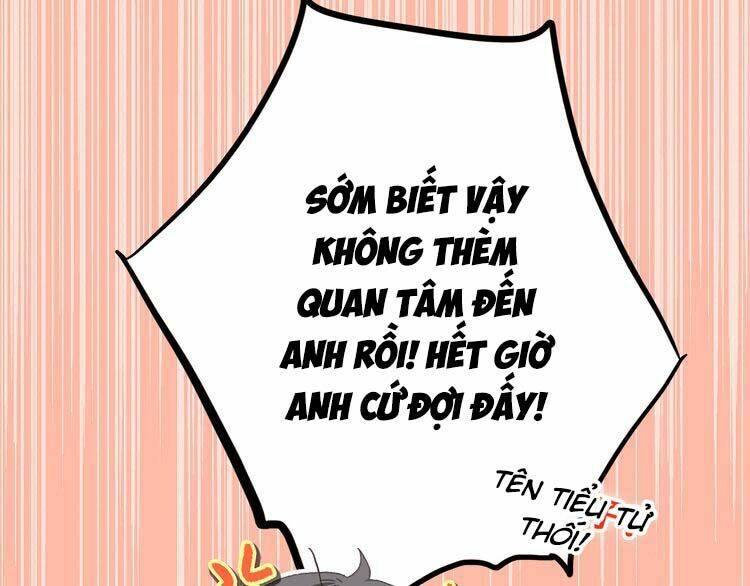 SỚM BIẾT VẬY
KHÔNG THÈM
QUAN TÂM ĐẾN
ANH RỒI! HẾT GIỜ
ANH CỨ ĐỢI ĐẤY!
TÊN TIỂU TỬ
THỐI!